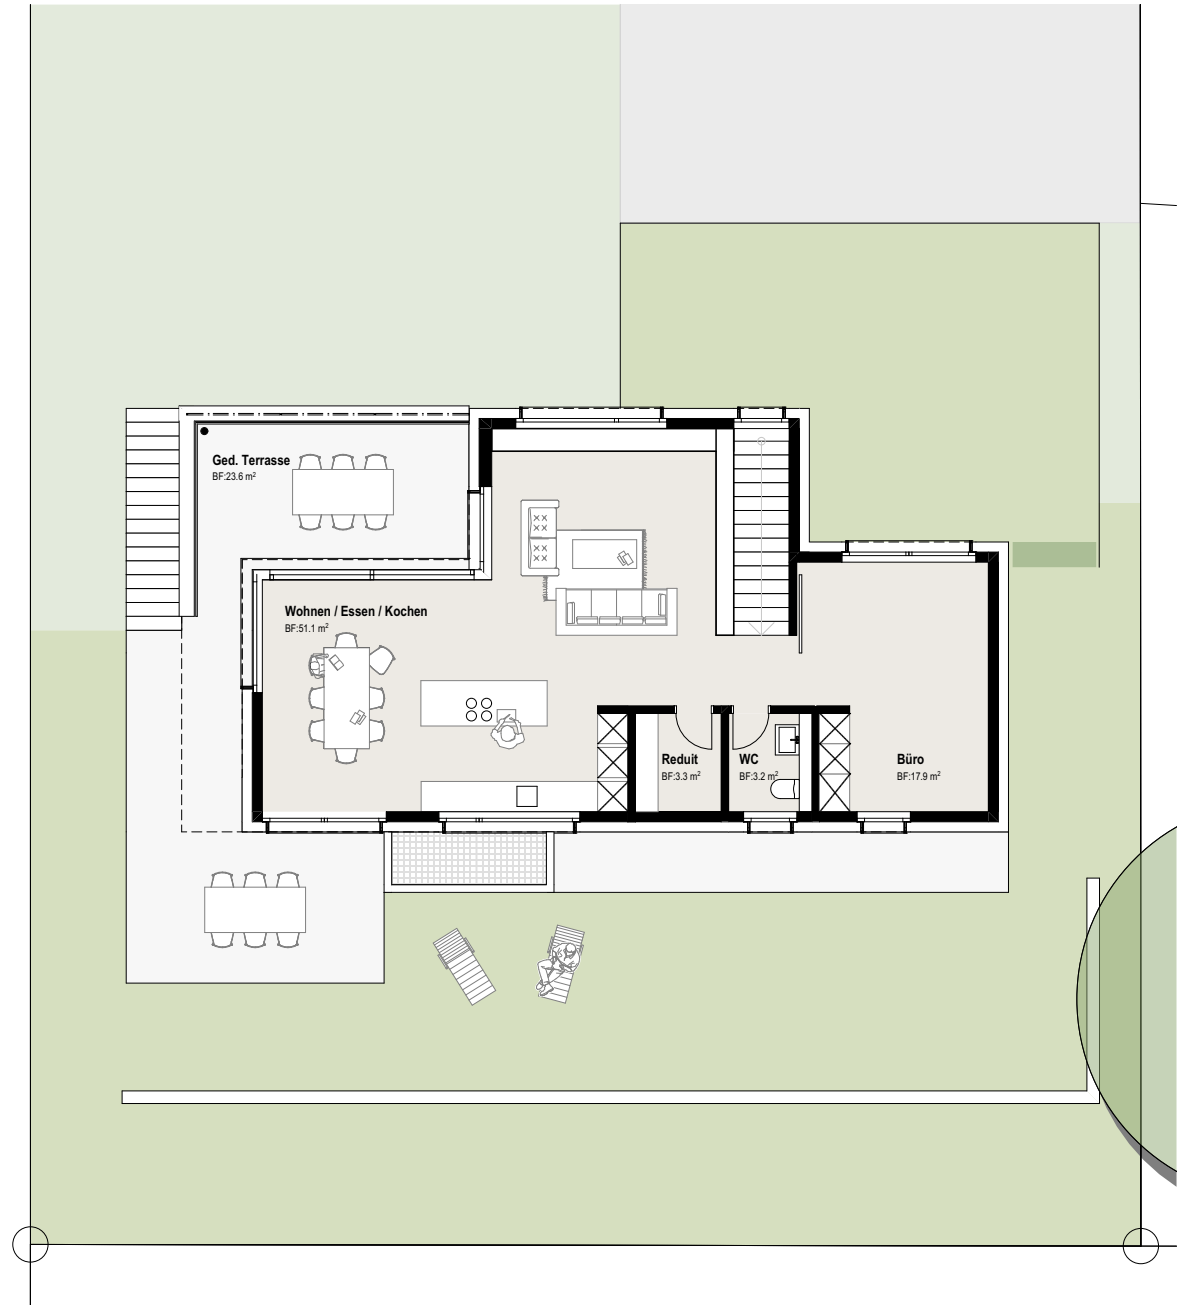 Ged. Terrasse
BF:23.6 m²
Wohnen / Essen / Kochen
BF:51.1 m²
Reduit
BF:3.3 m²
WC
BF:3.2 m²
Büro
BF:17.9 m²